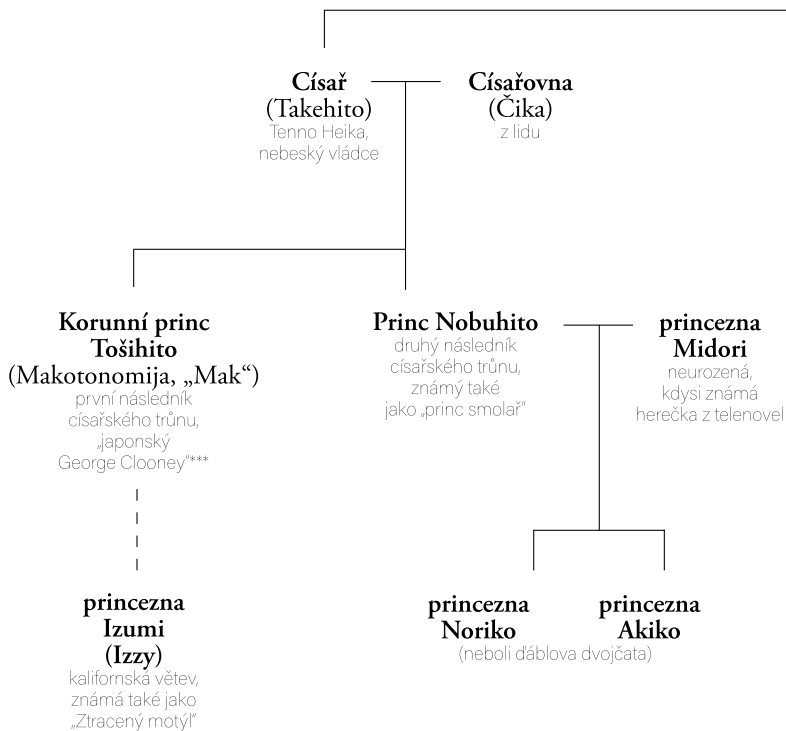 Císař
(Takehito)
Tenno Heika,
nebeský vládce
Císařovna
(Čika)
z lidu
Korunní princ
Tošihito
(Makotonomija, „Mak“)
první následník
císařského trůnu,
„japonský
George Clooney“***
Princ Nobuhito
druhý následník
císařského trůnu,
známý také
jako „princ smolař“
princezna
Midori
neurozená,
kdysi známá
herečka z telenovel
princezna
Izumi
(Izzy)
kalifornská větev,
známá také jako
„Ztracený motýl“
princezna
Noriko
princezna
Akiko
(neboli ďáblova dvojčata)